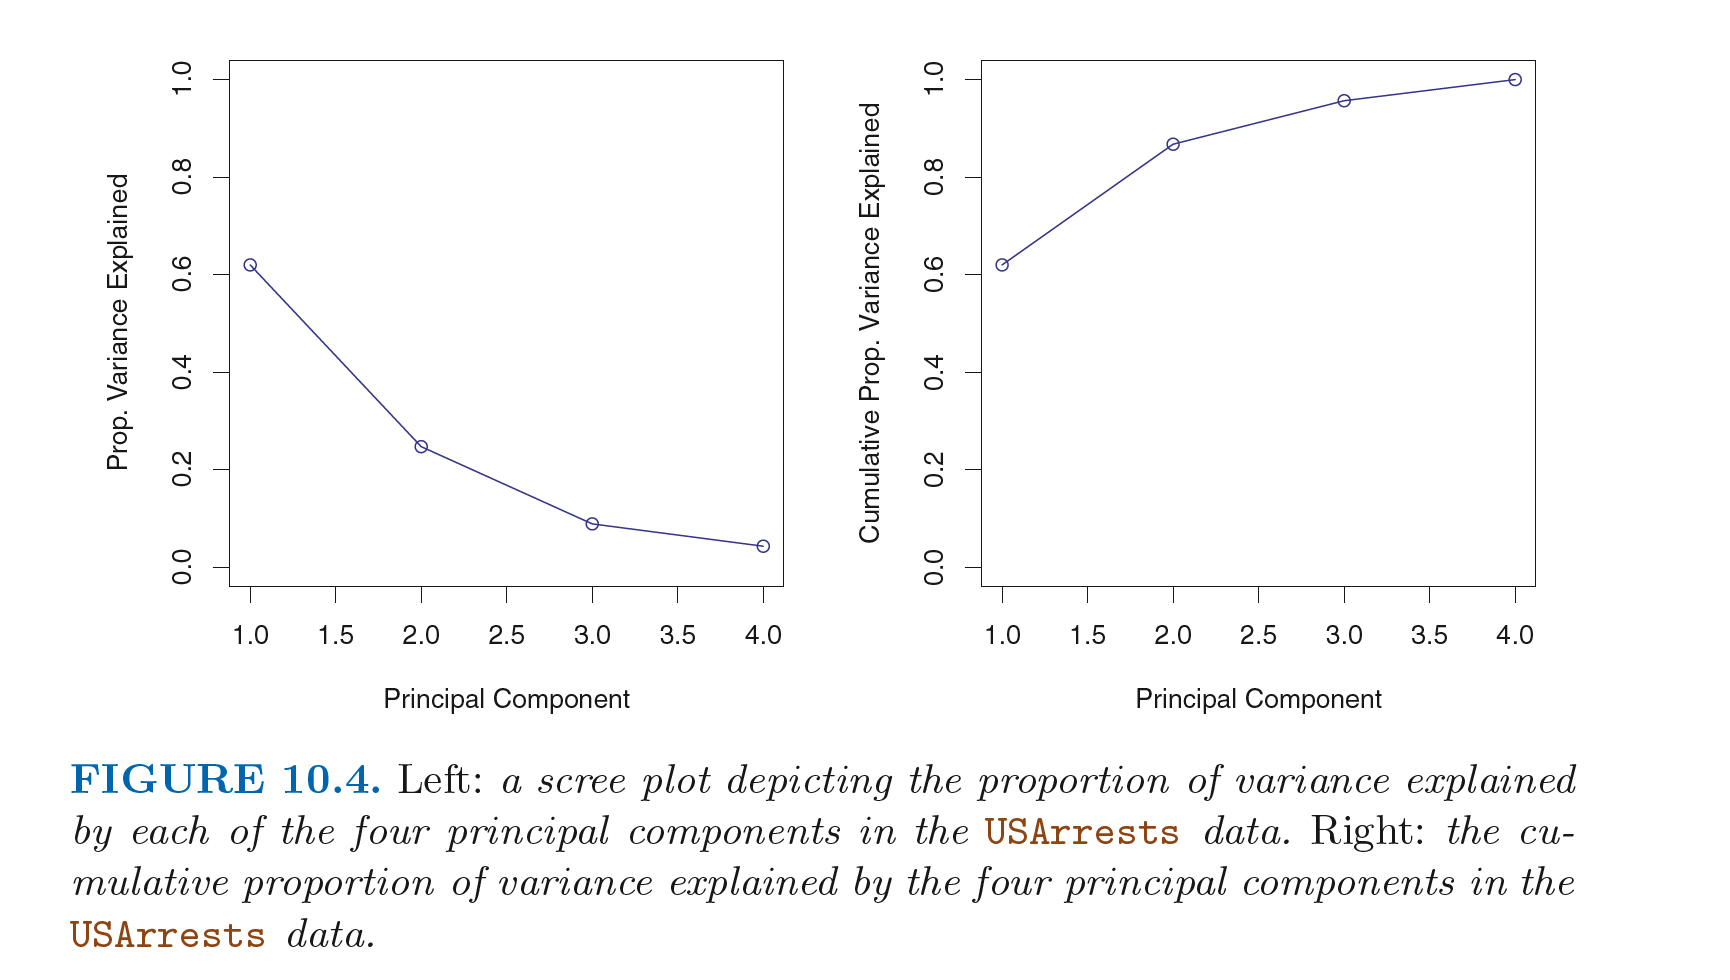 Prop. Variance Explained
1.0
0.8
0.6
0.4
0.2
0.0
1.0 1.5 2.0 2.5 3.0 3.5 4.0
Principal Component
Cumulative Prop. Variance Explained
1.0
0.8
0.6
0.4
0.2
0.0
1.0 1.5 2.0 2.5 3.0 3.5 4.0
Principal Component
FIGURE 10.4. Left: a scree plot depicting the proportion of variance explained
by each of the four principal components in the USArrests data. Right: the cu-
mulative proportion of variance explained by the four principal components in the
USArrests data.